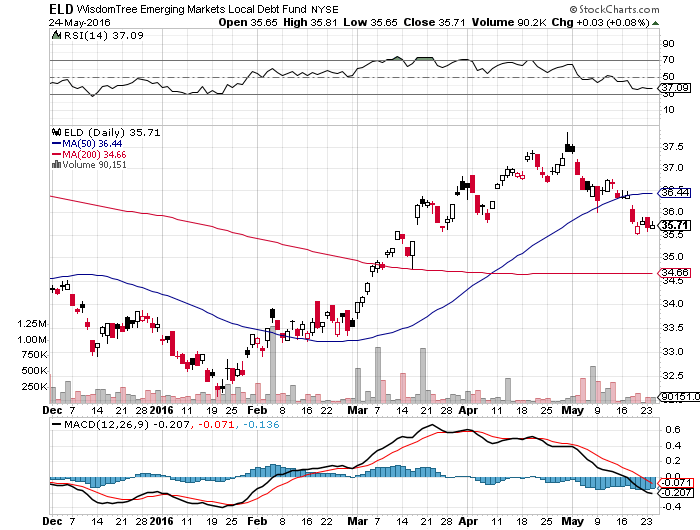 ELD WisdomTree Emerging Markets Local Debt Fund NYSE © StockCharts.com
24-May-2016 Open 35.65 High 35.81 Low 35.65 Close 35.71 Volume 90.2K Chg +0.03 (+0.08%)
RSI(14) 37.09
90
70
50
37.09
30
10
ELD (Daily) 35.71
MA(50) 36.44
MA(200) 34.66
Volume 90,151
37.5
37.0
36.5
36.44
36.0
35.71
35.5
35.0
34.66
34.5
34.0
33.5
33.0
32.5
1.25M
1.00M
750K
500K
250K
90151.0
Dec 7 14 21 28 2016 11 19 25 Feb 8 16 22 Mar 7 14 21 28 Apr 11 18 25 May 9 16 23
MACD(12,26,9) -0.207, -0.071, -0.136
0.6
0.4
0.2
-0.071
-0.207
-0.4
Dec 7 14 21 28 2016 11 19 25 Feb 8 16 22 Mar 7 14 21 28 Apr 11 18 25 May 9 16 23